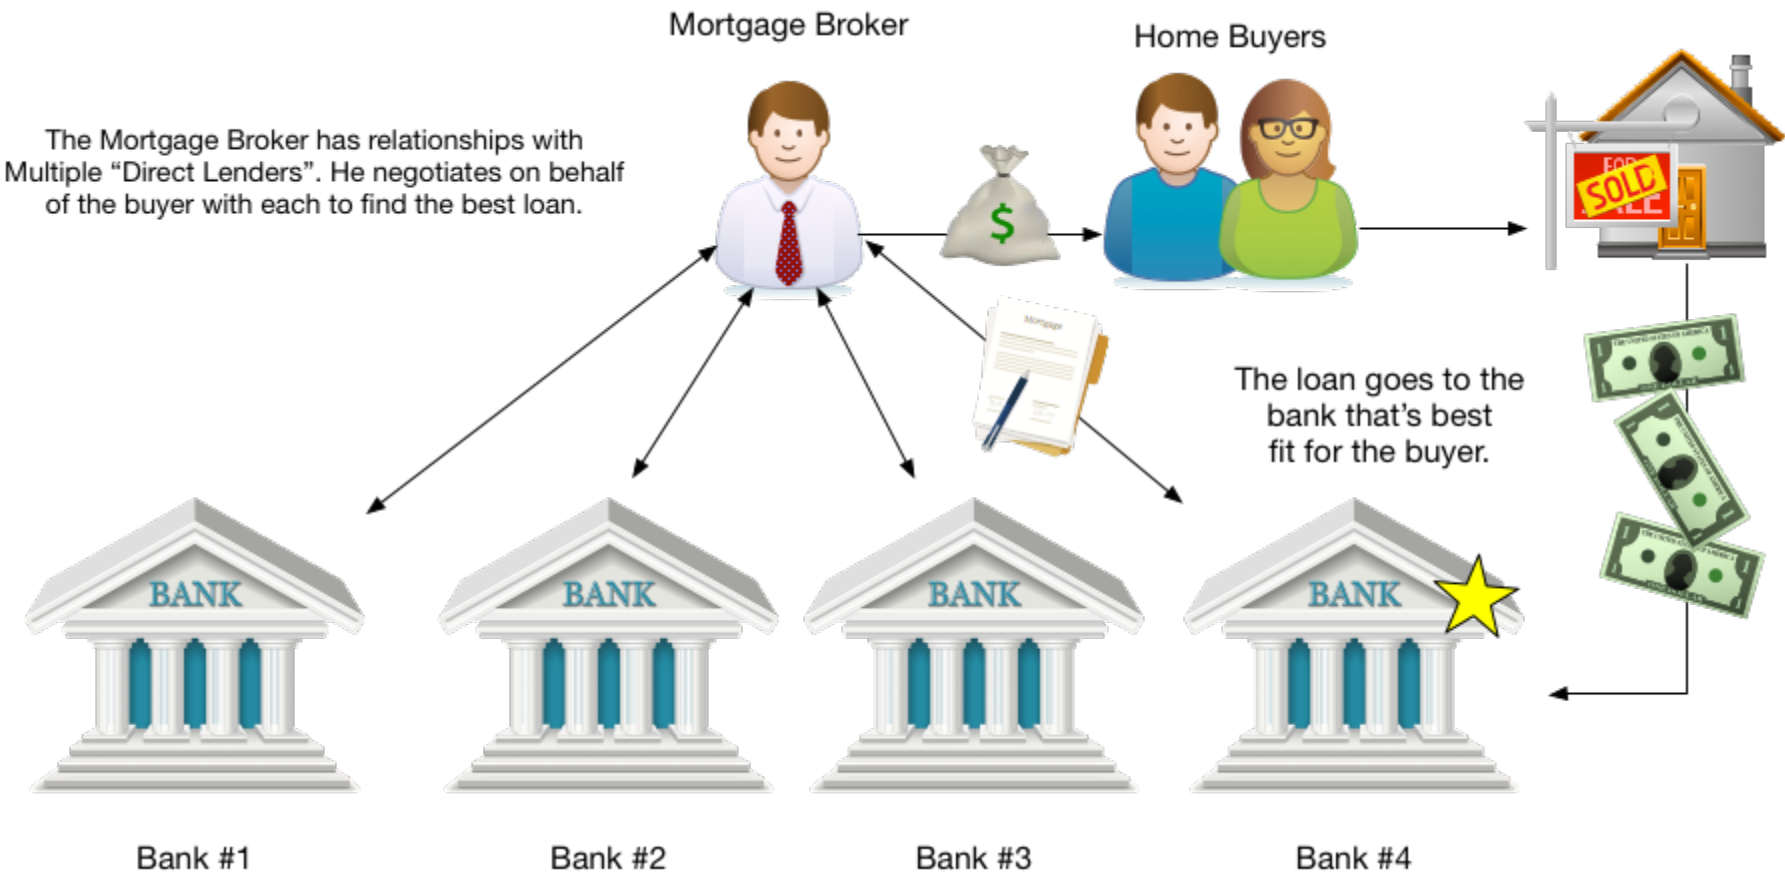 Mortgage Broker
Home Buyers
The Mortgage Broker has relationships with
Multiple “Direct Lenders”. He negotiates on behalf
of the buyer with each to find the best loan.
$
FOR
SOLD
Mortgage
The loan goes to the
bank that’s best
fit for the buyer.
BANK
BANK
BANK
BANK
Bank #1
Bank #2
Bank #3
Bank #4